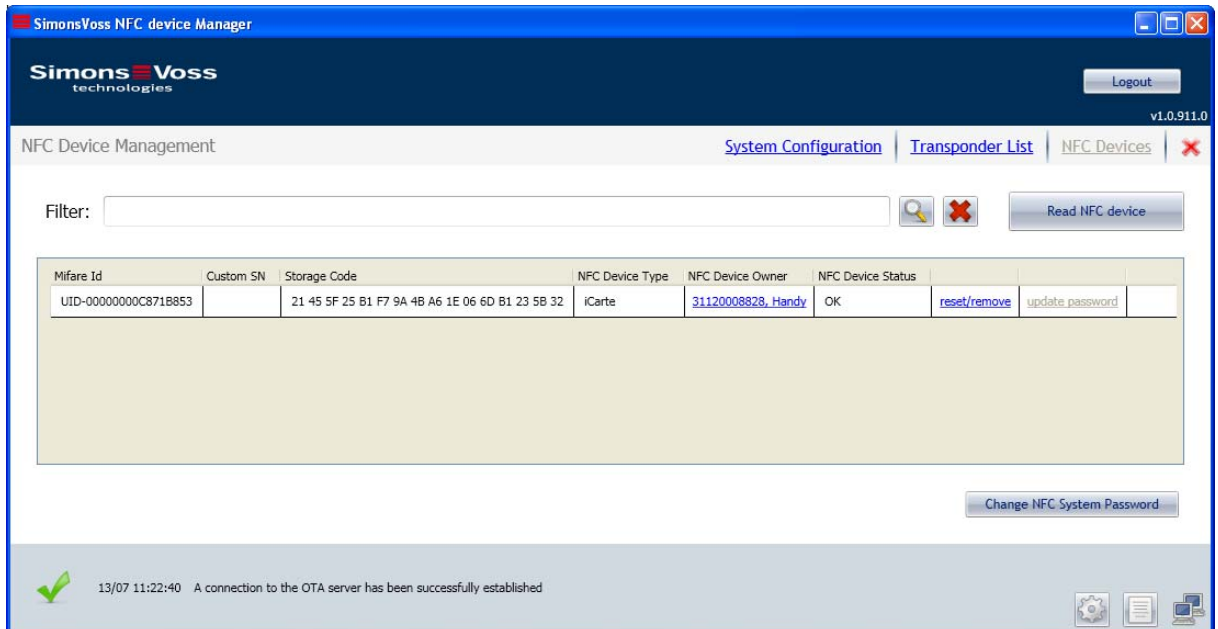 SimonsVoss NFC device Manager
Simons Voss
technologies
Logout
v1.0.911.0
NFC Device Management
System Configuration Transponder List NFC Devices
Filter:
Read NFC device
Mifare Id Custom SN Storage Code NFC Device Type NFC Device Owner NFC Device Status
UID-00000000C871B853 21 45 5F 25 B1 F7 9A 4B A6 1E 06 6D B1 23 5B 32 iCarte 31120008828, Handy OK reset/remove update password
Change NFC System Password
13/07 11:22:40 A connection to the OTA server has been successfully established